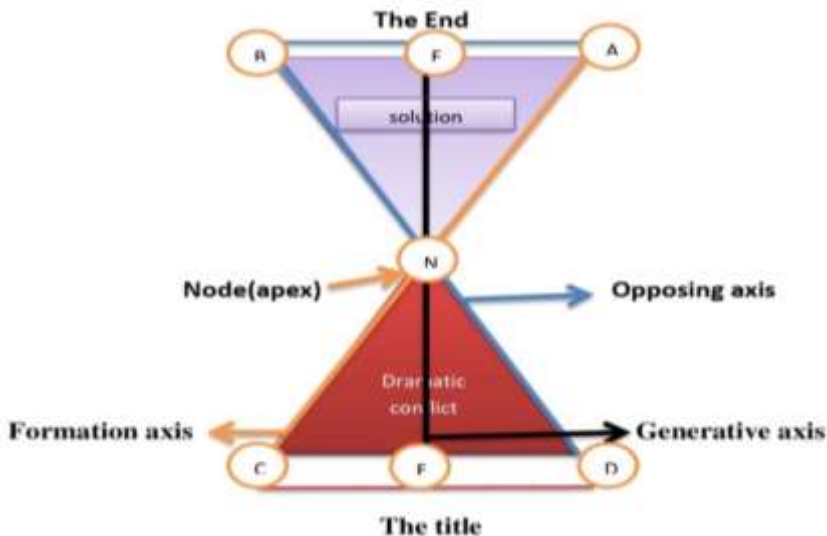 The End
A
solution
N
Node(apex)
Opposing axis
Dramatic
conflict
Formation axis
Generative axis
C
D
The title